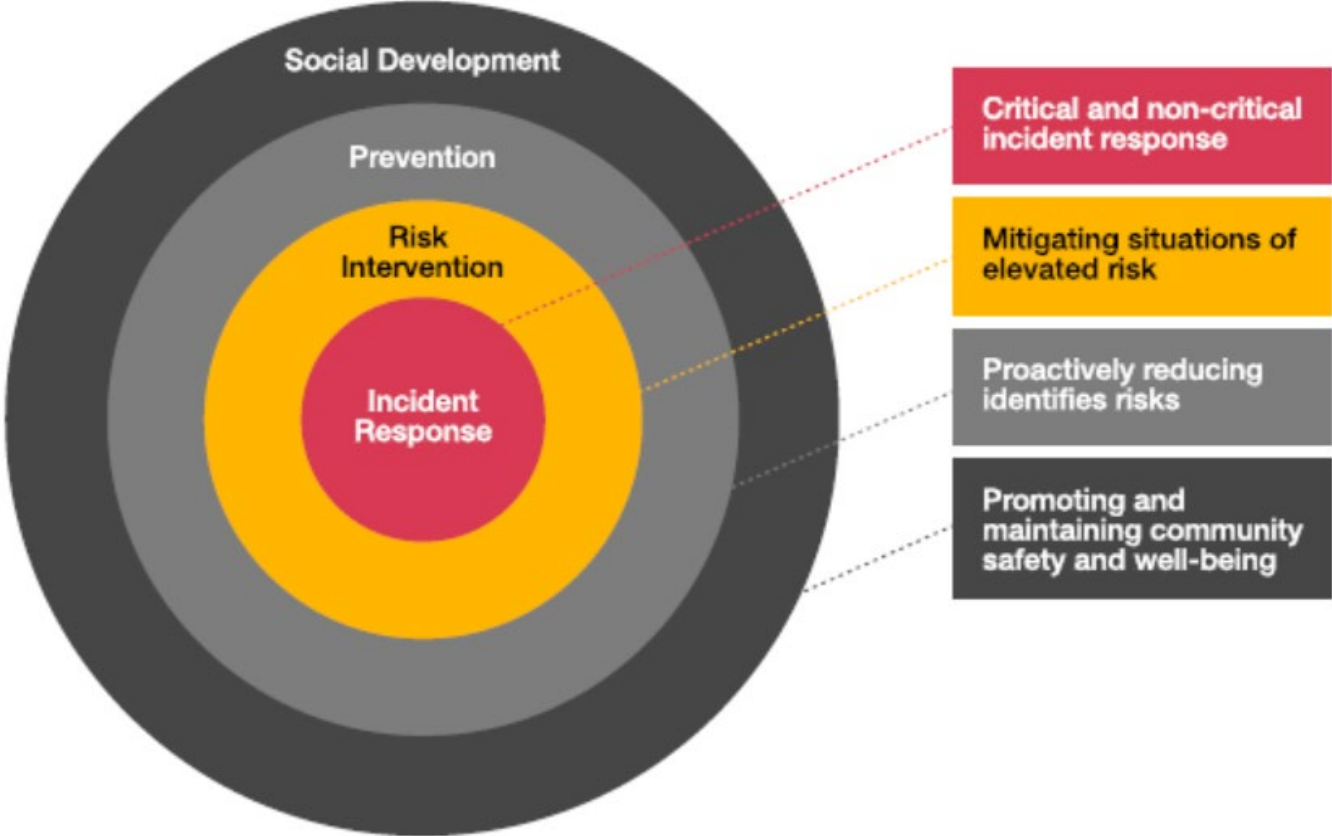 Social Development
Prevention
Risk
Intervention
Incident
Response
Critical and non-critical
incident response
Mitigating situations of
elevated risk
Proactively reducing
identifies risks
Promoting and
maintaining community
safety and well-being